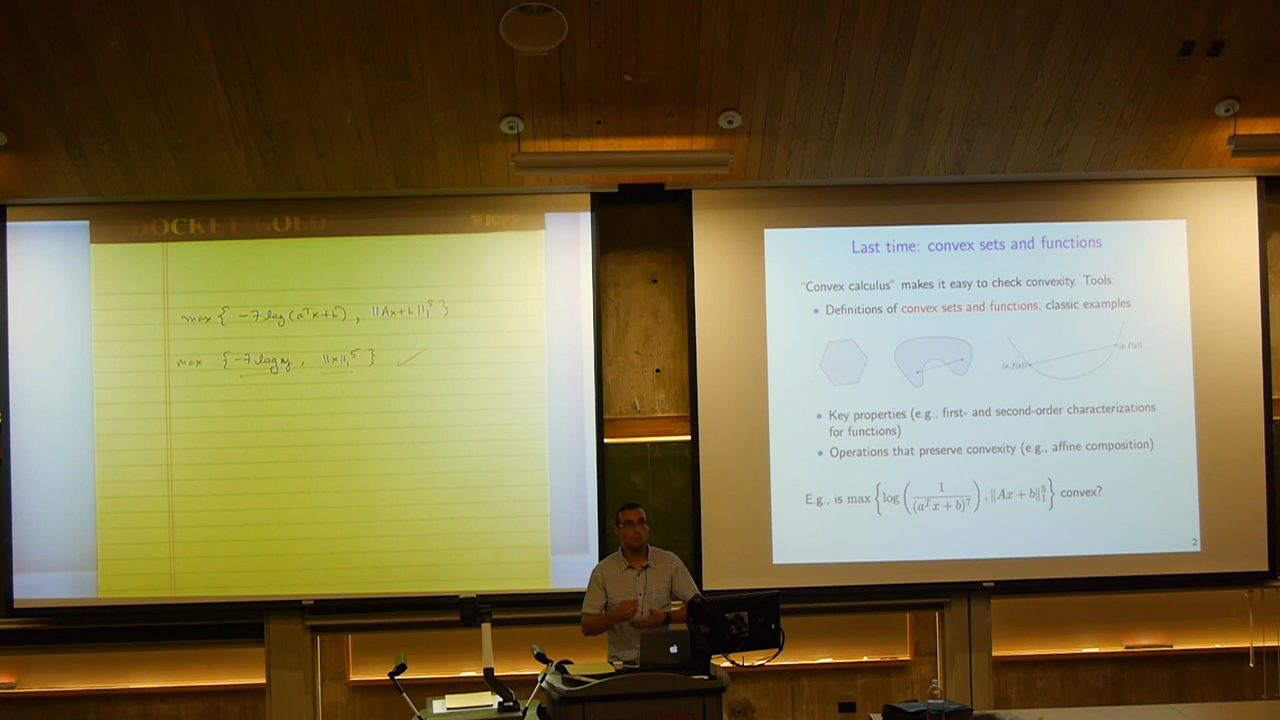 DOCKET GOLD
max { -7 log(aᵀx+b) , ||Ax+b||₁⁵ }
max { -7 log y , ||x||₁⁵ } ✓
Last time: convex sets and functions
"Convex calculus" makes it easy to check convexity. Tools:
• Definitions of convex sets and functions, classic examples
(a, f(a))
• Key properties (e.g., first- and second-order characterizations
for functions)
• Operations that preserve convexity (e.g., affine composition)
E.g., is max{log(1/(aᵀx + b)⁷), ‖Ax + b‖₁⁵} convex?
2